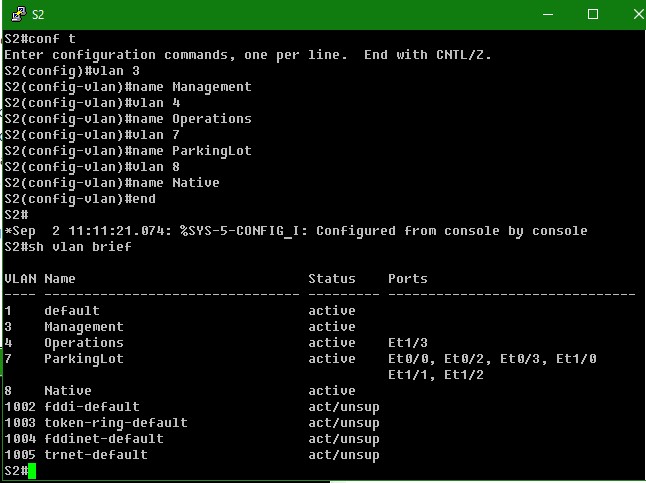 S2
S2#conf t
Enter configuration commands, one per line.  End with CNTL/Z.
S2(config)#vlan 3
S2(config-vlan)#name Management
S2(config-vlan)#vlan 4
S2(config-vlan)#name Operations
S2(config-vlan)#vlan 7
S2(config-vlan)#name ParkingLot
S2(config-vlan)#vlan 8
S2(config-vlan)#name Native
S2(config-vlan)#end
S2#
*Sep  2 11:11:21.074: %SYS-5-CONFIG_I: Configured from console by console
S2#sh vlan brief
VLAN Name                             Status    Ports
---- -------------------------------- --------- -------------------------------
1    default                          active
3    Management                       active
4    Operations                       active    Et1/3
7    ParkingLot                       active    Et0/0, Et0/2, Et0/3, Et1/0
                                                Et1/1, Et1/2
8    Native                           active
1002 fddi-default                     act/unsup
1003 token-ring-default               act/unsup
1004 fddinet-default                  act/unsup
1005 trnet-default                    act/unsup
S2#